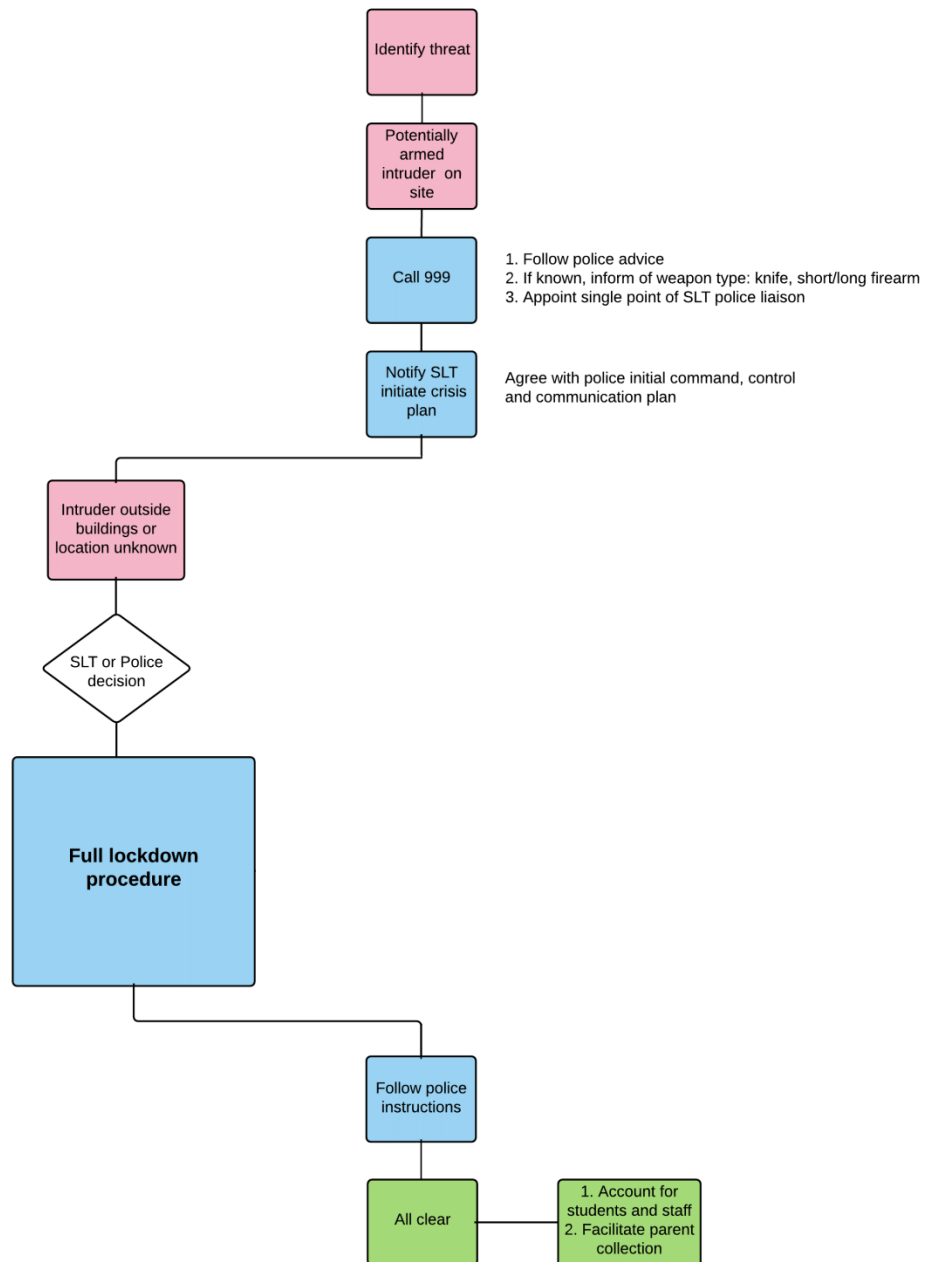 Identify threat
Potentially
armed
intruder on
site
Call 999
1. Follow police advice
2. If known, inform of weapon type: knife, short/long firearm
3. Appoint single point of SLT police liaison
Notify SLT
initiate crisis
plan
Agree with police initial command, control
and communication plan
Intruder outside
buildings or
location unknown
SLT or Police
decision
Full lockdown
procedure
Follow police
instructions
All clear
1. Account for
students and staff
2. Facilitate parent
collection